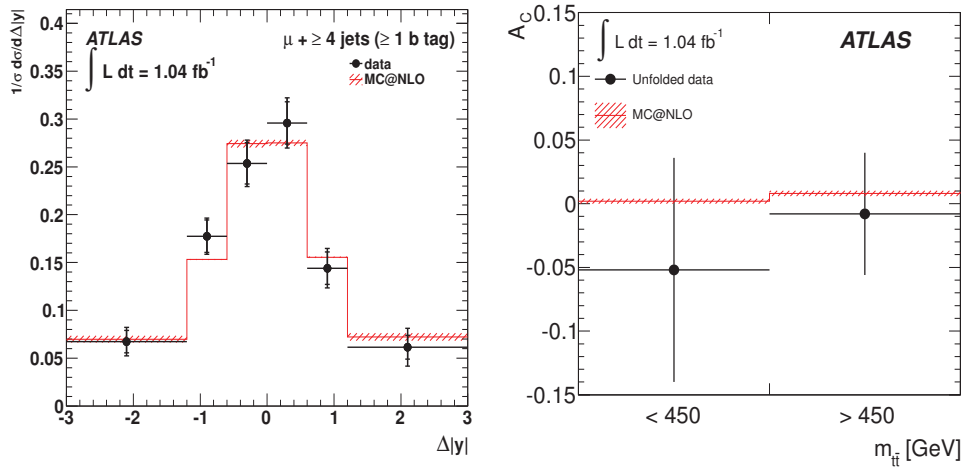 1/σ dσ/dΔ|y|
ATLAS
∫ L dt = 1.04 fb⁻¹
μ + ≥ 4 jets (≥ 1 b tag)
data
MC@NLO
0.4
0.35
0.3
0.25
0.2
0.15
0.1
0.05
0
-3 -2 -1 0 1 2 3
Δ|y|
A_C
∫ L dt = 1.04 fb⁻¹
ATLAS
Unfolded data
MC@NLO
0.15
0.1
0.05
0
-0.05
-0.1
-0.15
< 450 > 450
m_tt̄ [GeV]